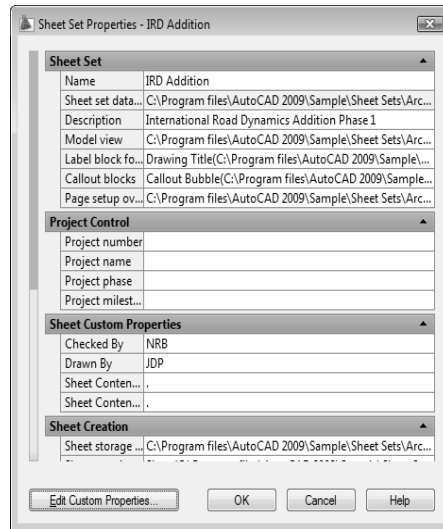 Sheet Set Properties - IRD Addition
Sheet Set
Name IRD Addition
Sheet set data... C:\Program files\AutoCAD 2009\Sample\Sheet Sets\Arc...
Description International Road Dynamics Addition Phase 1
Model view C:\Program files\AutoCAD 2009\Sample\Sheet Sets\Arc...
Label block fo... Drawing Title(C:\Program files\AutoCAD 2009\Sample\...
Callout blocks Callout Bubble(C:\Program files\AutoCAD 2009\Sample...
Page setup ov... C:\Program files\AutoCAD 2009\Sample\Sheet Sets\Arc...
Project Control
Project number
Project name
Project phase
Project milest...
Sheet Custom Properties
Checked By NRB
Drawn By JDP
Sheet Conten... .
Sheet Conten... .
Sheet Creation
Sheet storage ... C:\Program files\AutoCAD 2009\Sample\Sheet Sets\Arc...
Edit Custom Properties... OK Cancel Help